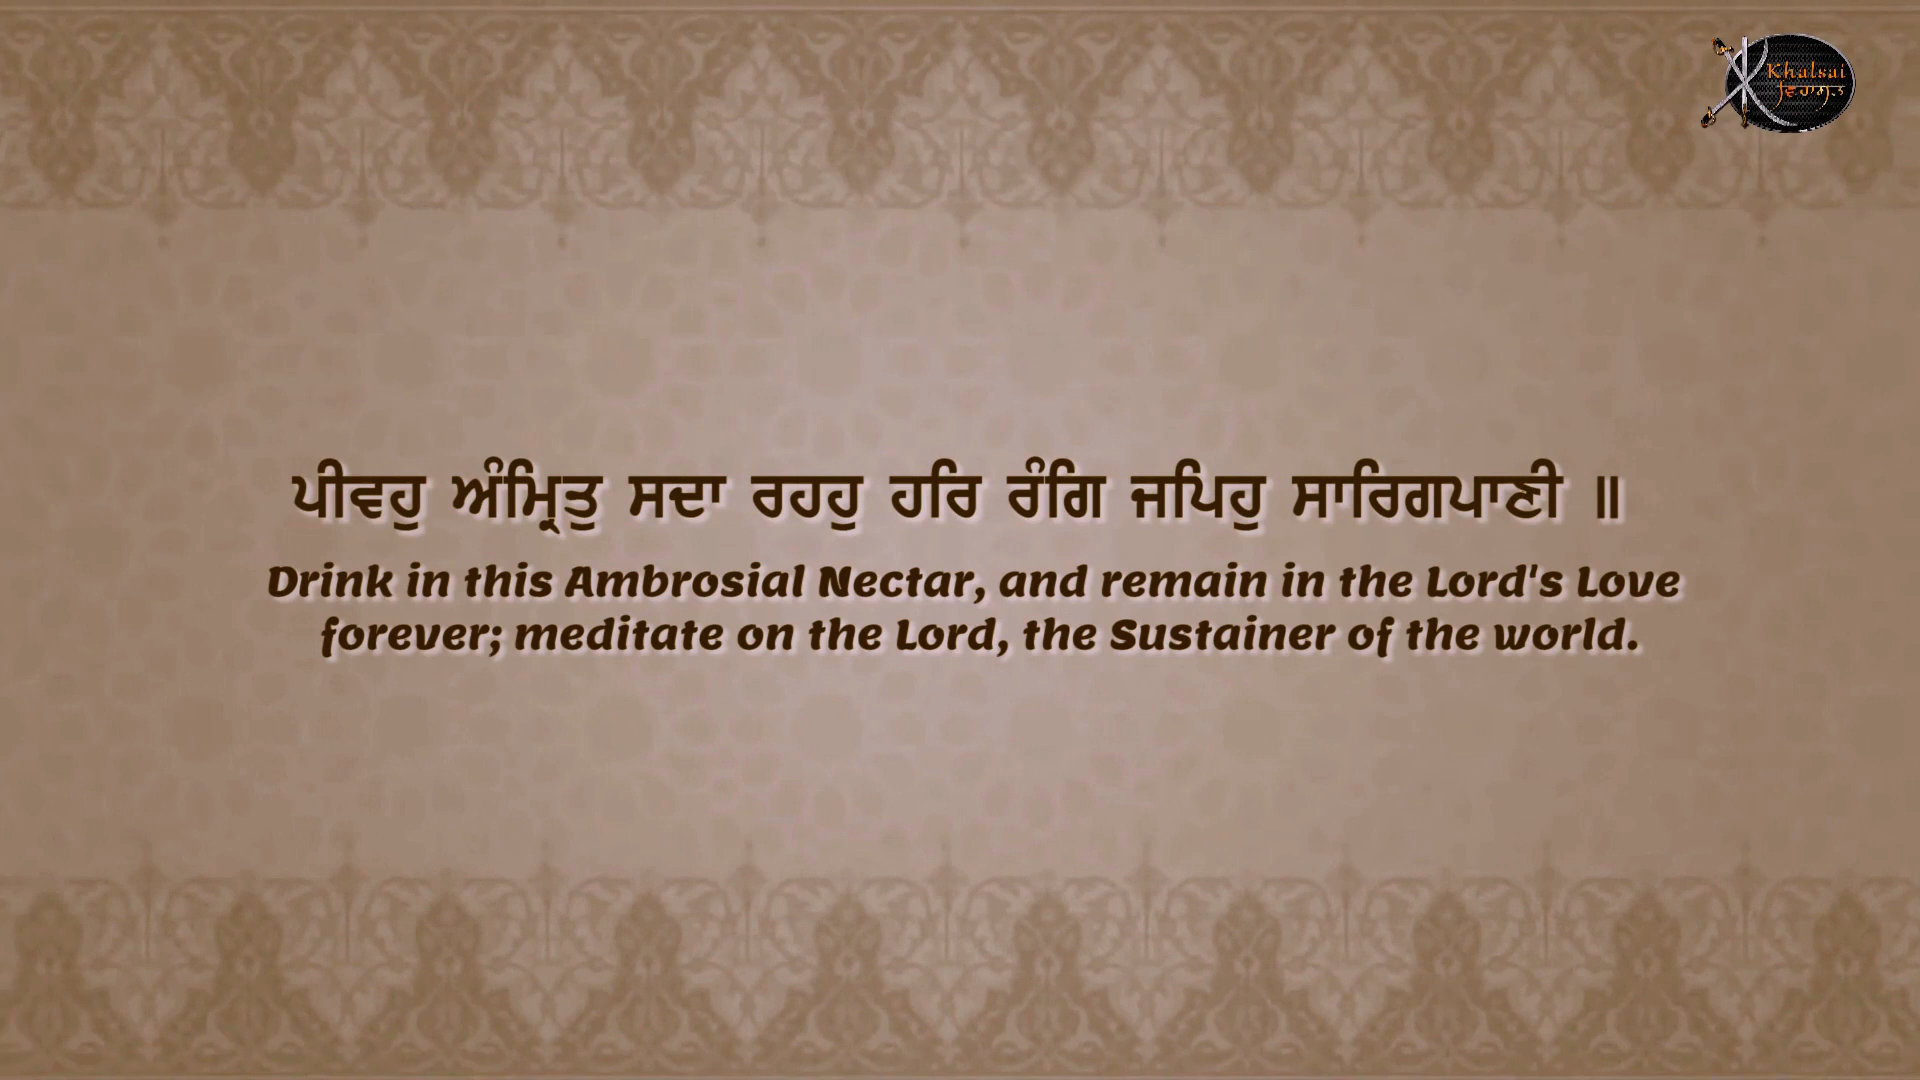 Khalsai
ਵਿਰਾਸਤ
ਪੀਵਹੁ ਅੰਮ੍ਰਿਤੁ ਸਦਾ ਰਹਹੁ ਹਰਿ ਰੰਗਿ ਜਪਿਹੁ ਸਾਰਿਗਪਾਣੀ ॥
Drink in this Ambrosial Nectar, and remain in the Lord's Love
forever; meditate on the Lord, the Sustainer of the world.